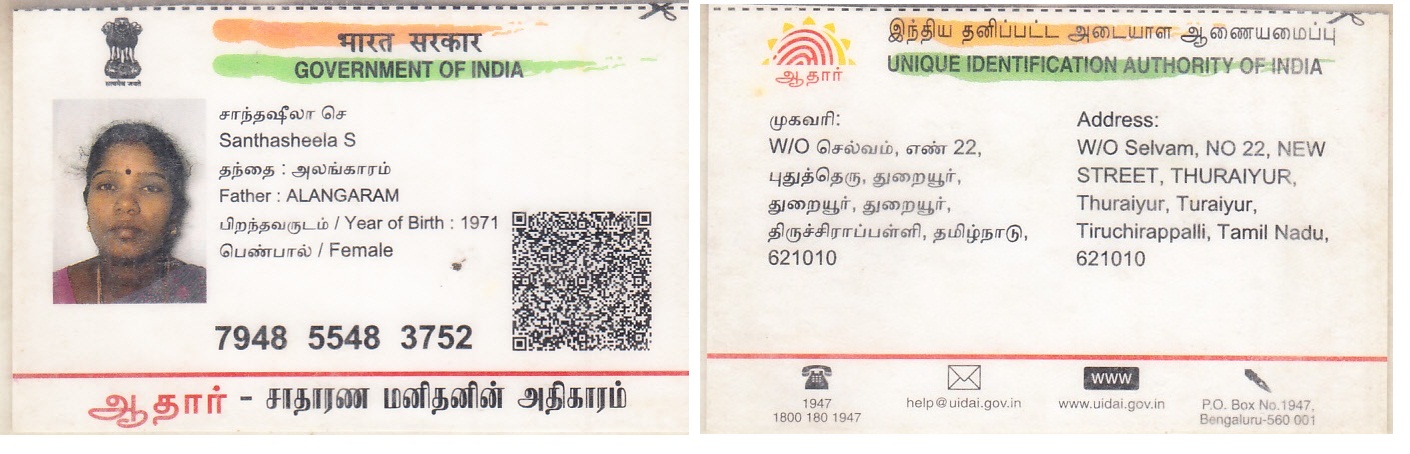 भारत सरकार
GOVERNMENT OF INDIA
सत्यमेव जयते
சாந்தஷீலா செ
Santhasheela S
தந்தை : அலங்காரம்
Father : ALANGARAM
பிறந்தவருடம் / Year of Birth : 1971
பெண்பால் / Female
7948 5548 3752
ஆதார் - சாதாரண மனிதனின் அதிகாரம்
இந்திய தனிப்பட்ட அடையாள ஆணையமைப்பு
UNIQUE IDENTIFICATION AUTHORITY OF INDIA
ஆதார்
முகவரி:
W/O செல்வம், எண் 22,
புதுத்தெரு, துறையூர்,
துறையூர், துறையூர்,
திருச்சிராப்பள்ளி, தமிழ்நாடு,
621010
Address:
W/O Selvam, NO 22, NEW
STREET, THURAIYUR,
Thuraiyur, Turaiyur,
Tiruchirappalli, Tamil Nadu,
621010
1947
1800 180 1947
help@uidai.gov.in
www
www.uidai.gov.in
P.O. Box No.1947,
Bengaluru-560 001